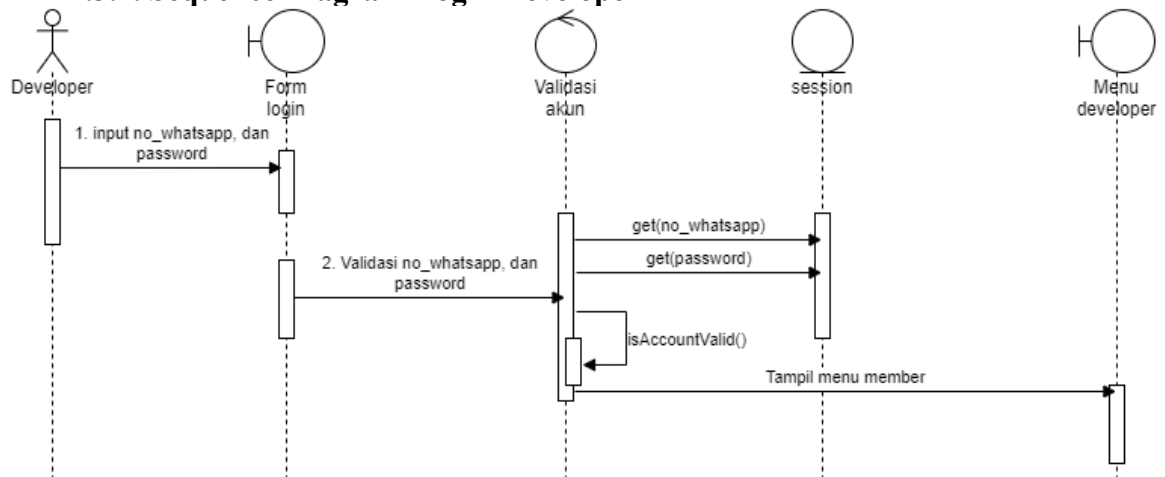 Developer
Form
login
Validasi
akun
session
Menu
developer
1. input no_whatsapp, dan
password
get(no_whatsapp)
get(password)
2. Validasi no_whatsapp, dan
password
isAccountValid()
Tampil menu member